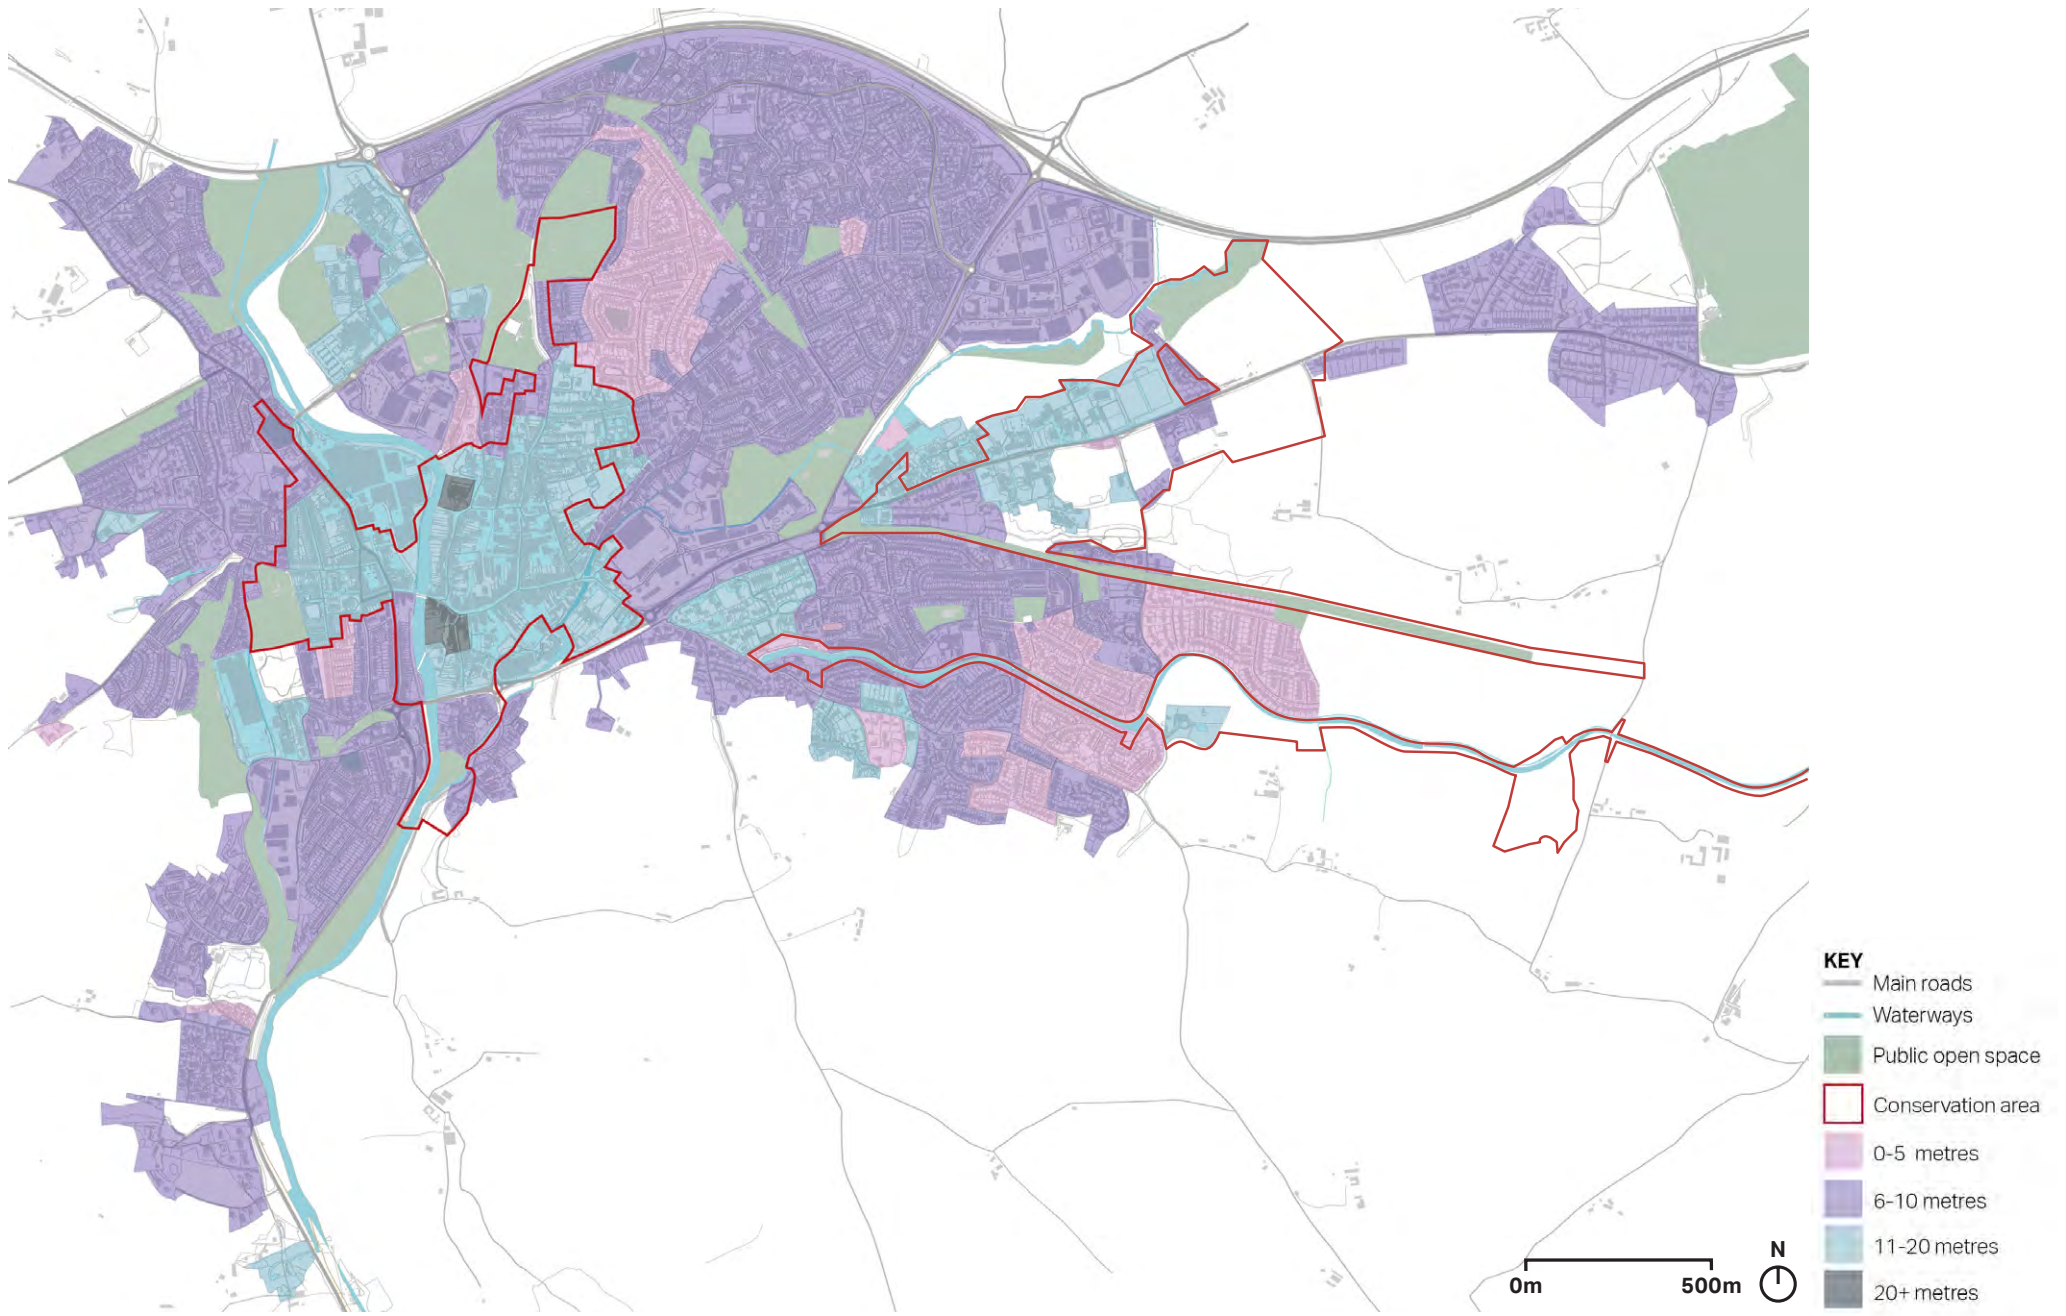 KEY
Main roads
Waterways
Public open space
Conservation area
0-5 metres
6-10 metres
11-20 metres
20+ metres
N
0m
500m